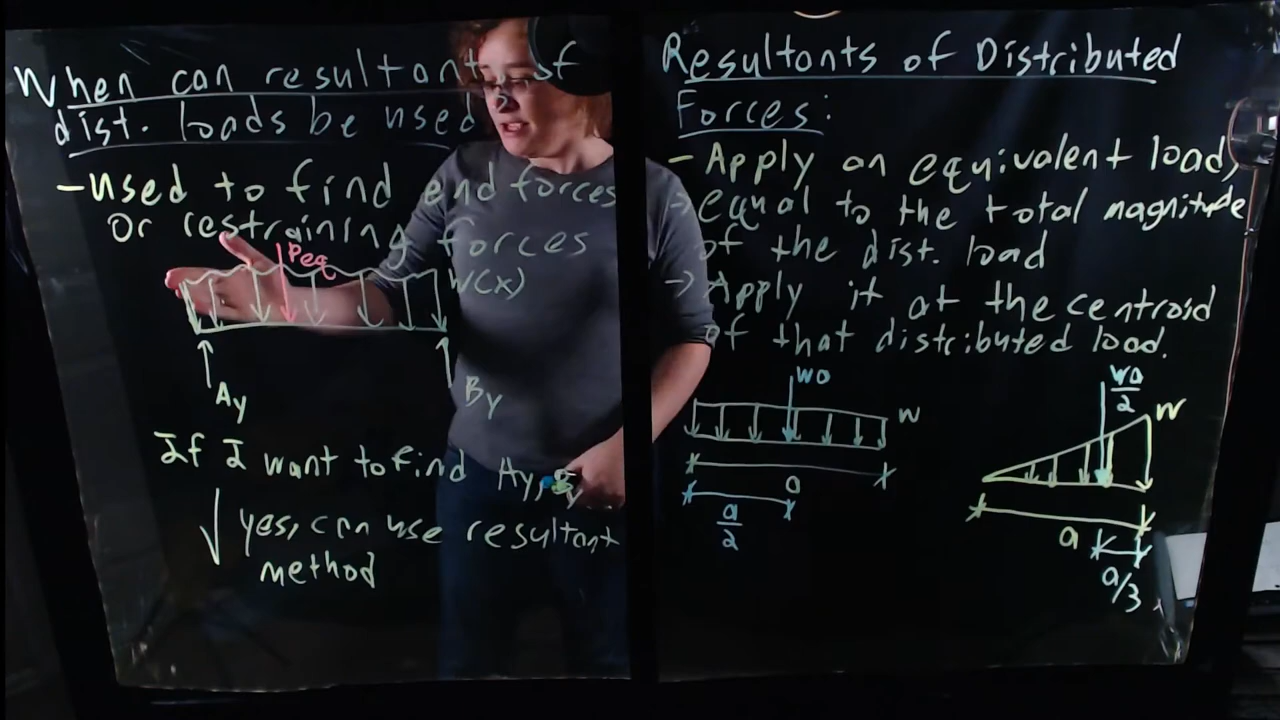 When can resultants of
dist. loads be used?
- used to find end forces
or restraining forces
Peq
W(x)
Ay
By
If I want to find Ay, By
√ yes, can use resultant
method
Resultants of Distributed
Forces:
- Apply an equivalent load,
→ equal to the total magnitude
of the dist. load
→ Apply it at the centroid
of that distributed load.
wa
w
a
a/2
wa/2
w
a
a/3